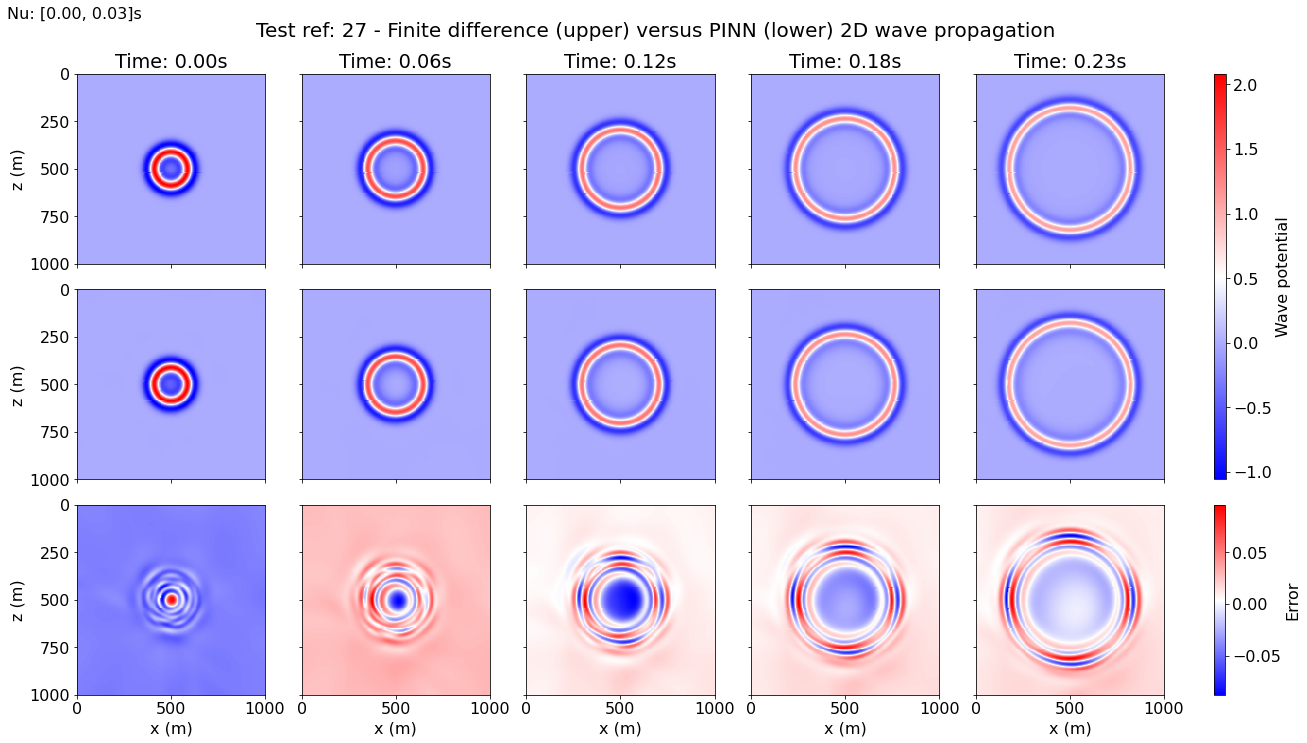 Nu: [0.00, 0.03]s
Test ref: 27 - Finite difference (upper) versus PINN (lower) 2D wave propagation
Time: 0.00s
Time: 0.06s
Time: 0.12s
Time: 0.18s
Time: 0.23s
0
250
500
750
1000
z (m)
0
250
500
750
1000
z (m)
2.0
1.5
1.0
0.5
0.0
−0.5
−1.0
Wave potential
0
250
500
750
1000
z (m)
0.05
0.00
−0.05
Error
0 500 1000
0 500 1000
0 500 1000
0 500 1000
0 500 1000
x (m)
x (m)
x (m)
x (m)
x (m)